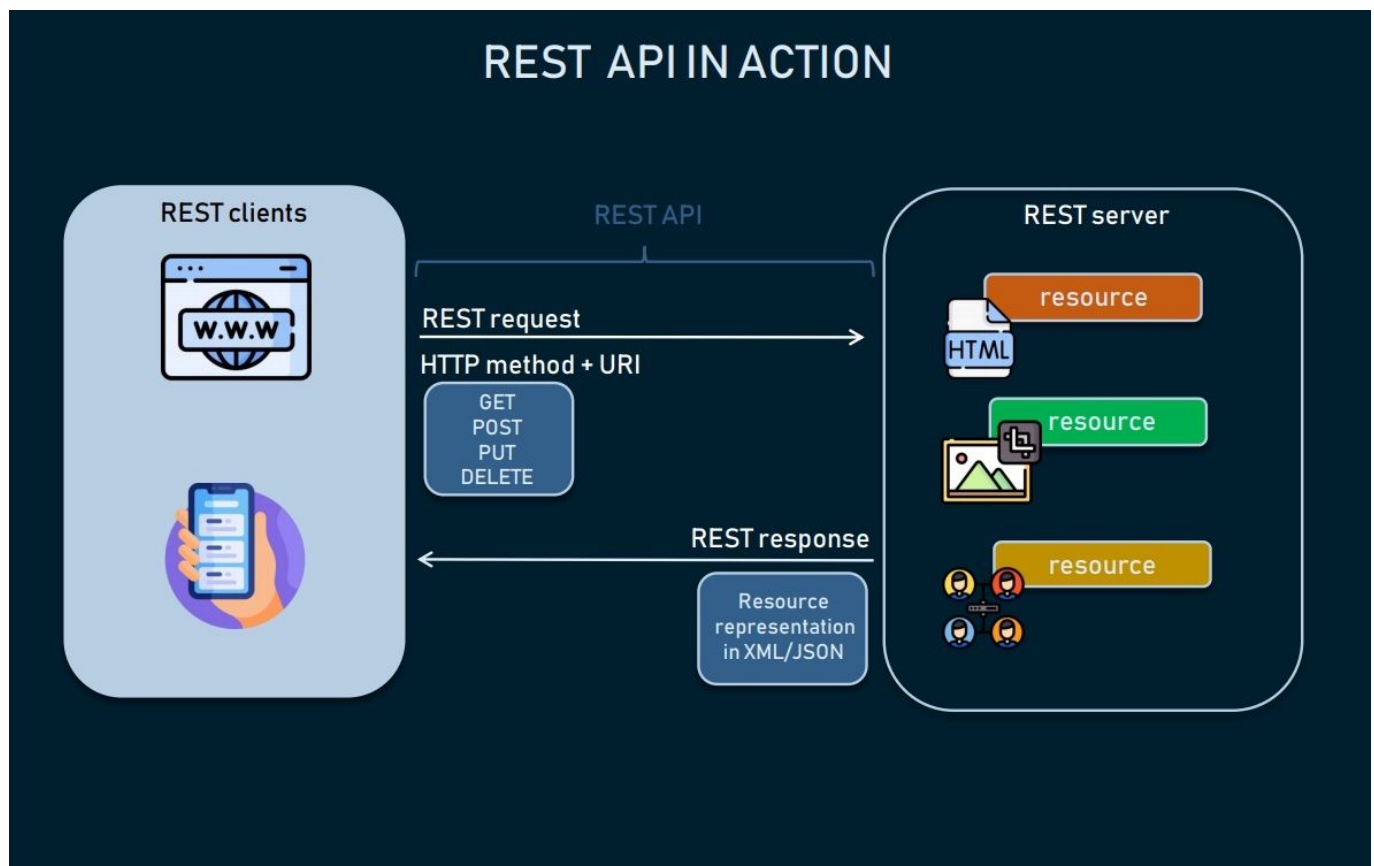 REST API IN ACTION
REST clients
W.W.W
REST API
REST request
HTTP method + URI
GET
POST
PUT
DELETE
REST response
Resource
representation
in XML/JSON
REST server
resource
HTML
resource
resource